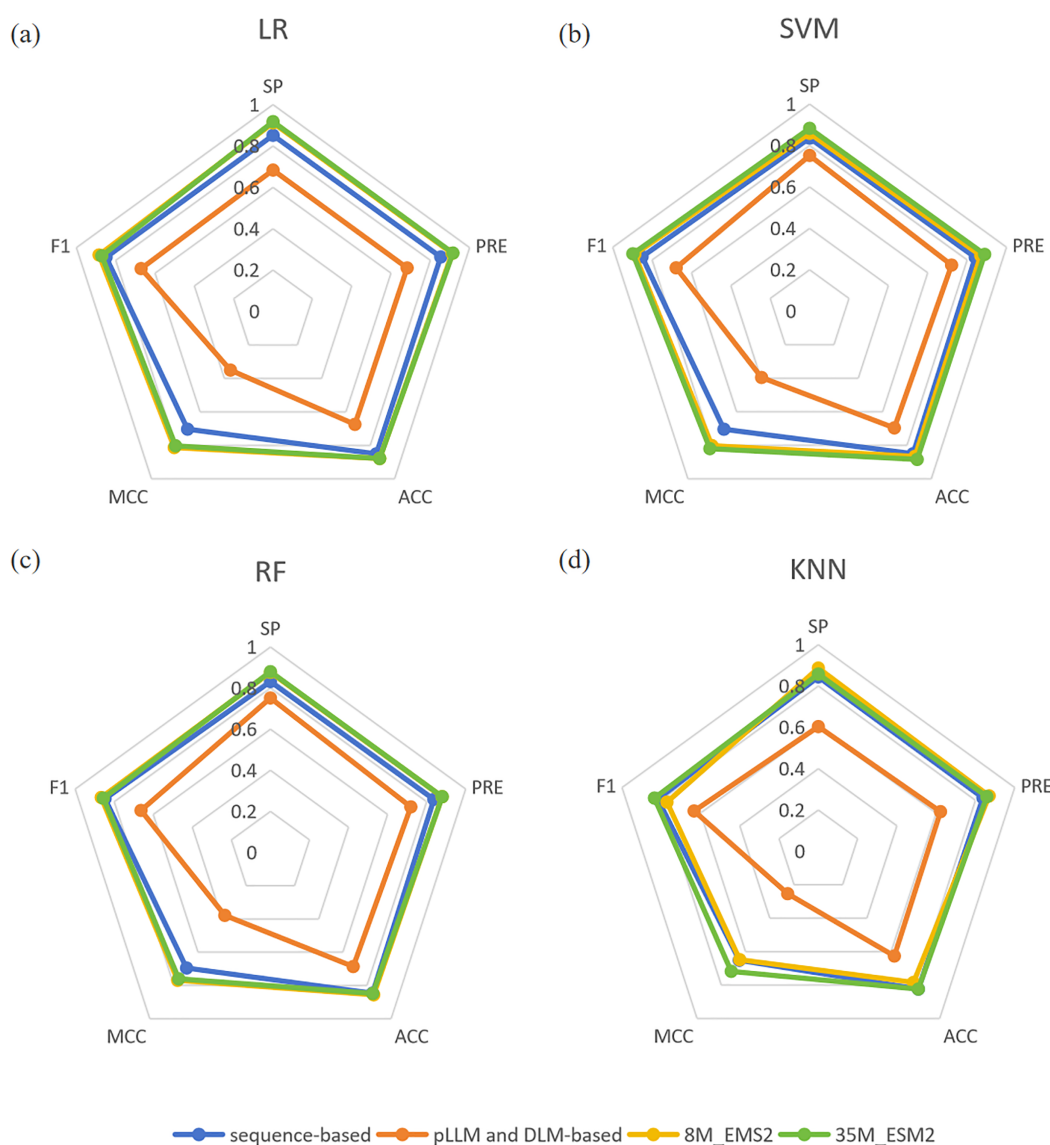 (a)
LR
SP
1
0.8
0.6
0.4
0.2
0
F1
PRE
MCC
ACC
(b)
SVM
SP
1
0.8
0.6
0.4
0.2
0
F1
PRE
MCC
ACC
(c)
RF
SP
1
0.8
0.6
0.4
0.2
0
F1
PRE
MCC
ACC
(d)
KNN
SP
1
0.8
0.6
0.4
0.2
0
F1
PRE
MCC
ACC
sequence-based pLLM and DLM-based 8M_EMS2 35M_ESM2